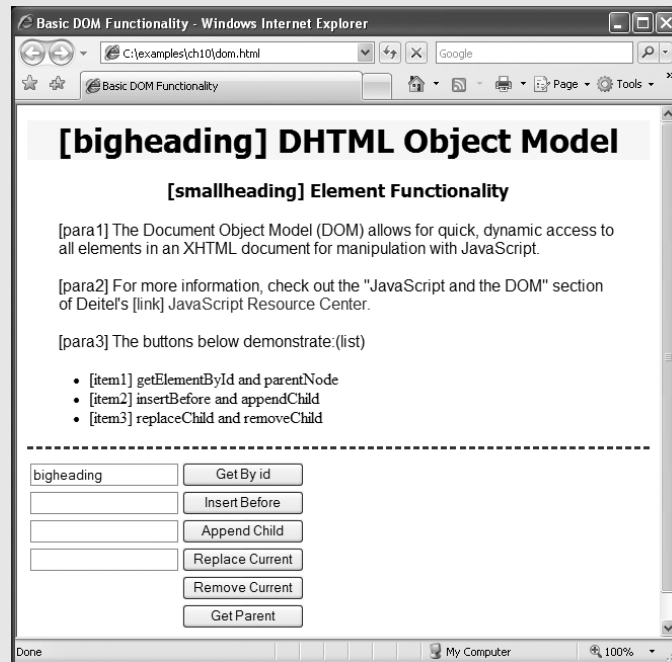 Basic DOM Functionality - Windows Internet Explorer
C:\examples\ch10\dom.html
Google
Basic DOM Functionality
Page
Tools
»
[bigheading] DHTML Object Model
[smallheading] Element Functionality
[para1] The Document Object Model (DOM) allows for quick, dynamic access to
all elements in an XHTML document for manipulation with JavaScript.
[para2] For more information, check out the "JavaScript and the DOM" section
of Deitel's [link] JavaScript Resource Center.
[para3] The buttons below demonstrate:(list)
• [item1] getElementById and parentNode
• [item2] insertBefore and appendChild
• [item3] replaceChild and removeChild
bigheading
Get By id
Insert Before
Append Child
Replace Current
Remove Current
Get Parent
Done
My Computer
100%